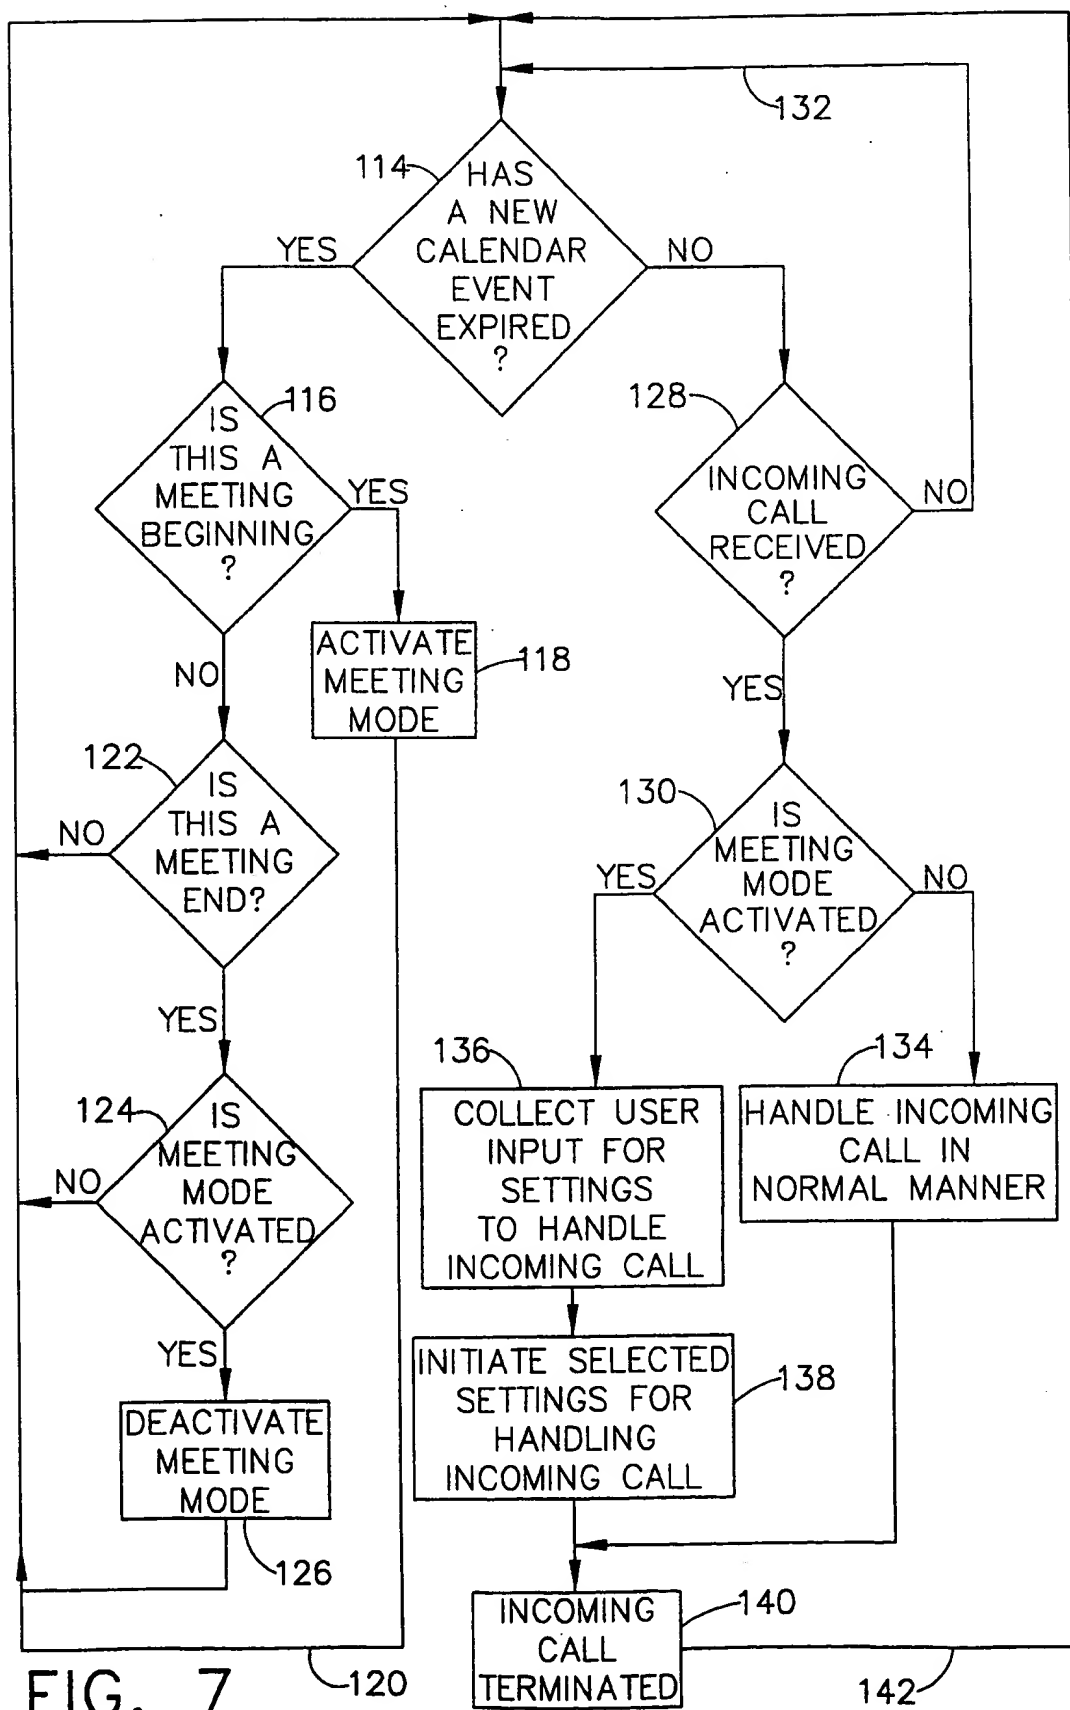 132
114
HAS
A NEW
CALENDAR
EVENT
EXPIRED
?
YES
NO
116
IS
THIS A
MEETING
BEGINNING
?
YES
NO
128
INCOMING
CALL
RECEIVED
?
NO
YES
ACTIVATE
MEETING
MODE
118
122
IS
THIS A
MEETING
END?
NO
YES
130
IS
MEETING
MODE
ACTIVATED
?
YES
NO
124
IS
MEETING
MODE
ACTIVATED
?
NO
YES
136
COLLECT USER
INPUT FOR
SETTINGS
TO HANDLE
INCOMING CALL
134
HANDLE INCOMING
CALL IN
NORMAL MANNER
DEACTIVATE
MEETING
MODE
126
INITIATE SELECTED
SETTINGS FOR
HANDLING
INCOMING CALL
138
INCOMING
CALL
TERMINATED
140
120
142
FIG. 7